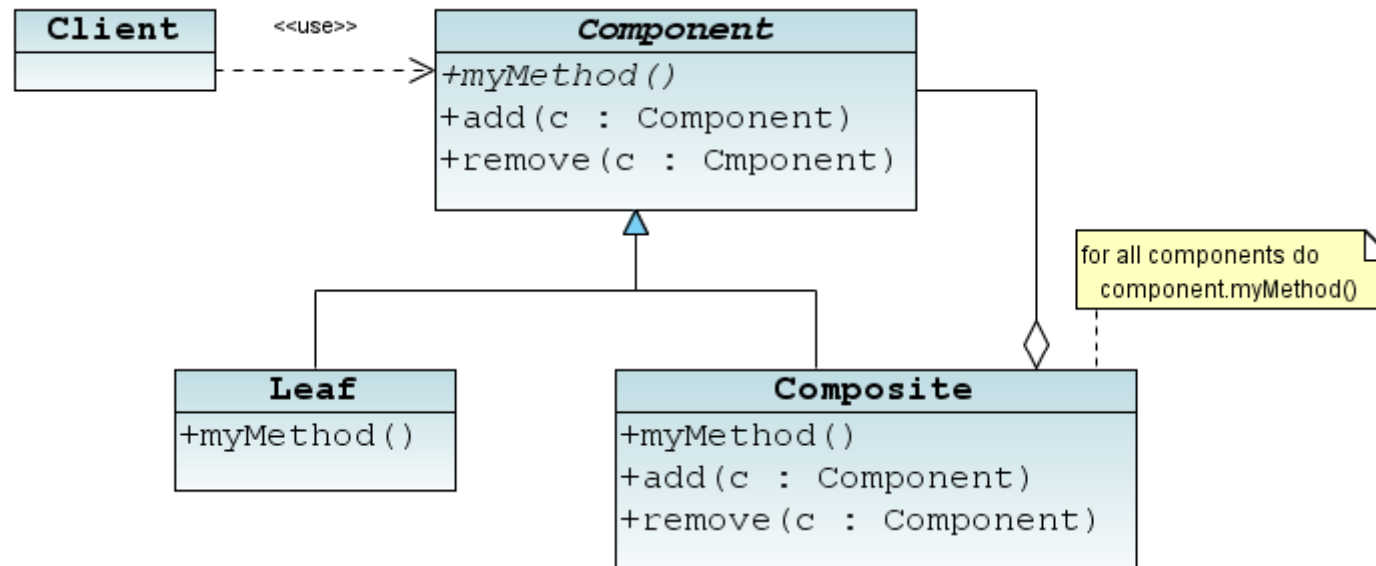 Client
<<use>>
Component
+myMethod()
+add(c : Component)
+remove(c : Cmponent)
for all components do
component.myMethod()
Leaf
+myMethod()
Composite
+myMethod()
+add(c : Component)
+remove(c : Component)